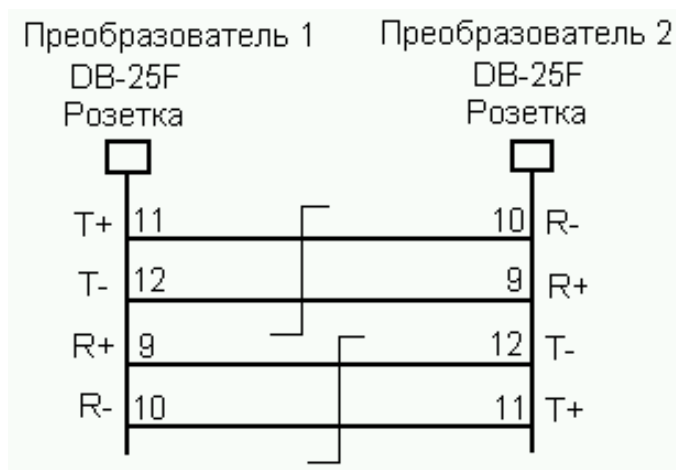 Преобразователь 1 Преобразователь 2
DB-25F DB-25F
Розетка Розетка
T+ 11 10 R-
T- 12 9 R+
R+ 9 12 T-
R- 10 11 T+